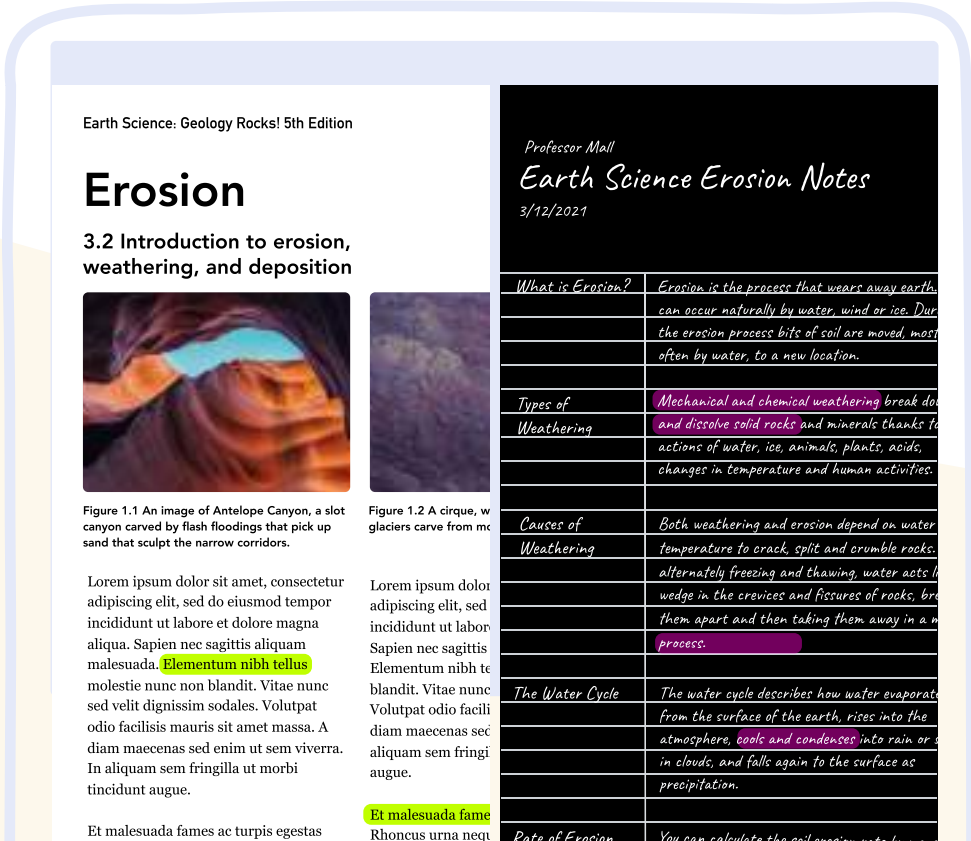 Earth Science: Geology Rocks! 5th Edition
Erosion
3.2 Introduction to erosion,
weathering, and deposition
Figure 1.1 An image of Antelope Canyon, a slot
canyon carved by flash floodings that pick up
sand that sculpt the narrow corridors.
Lorem ipsum dolor sit amet, consectetur
adipiscing elit, sed do eiusmod tempor
incididunt ut labore et dolore magna
aliqua. Sapien nec sagittis aliquam
malesuada. Elementum nibh tellus
molestie nunc non blandit. Vitae nunc
sed velit dignissim sodales. Volutpat
odio facilisis mauris sit amet massa. A
diam maecenas sed enim ut sem viverra.
In aliquam sem fringilla ut morbi
tincidunt augue.
Et malesuada fames ac turpis egestas
Figure 1.2 A cirque, w
glaciers carve from mo
Lorem ipsum dolor
adipiscing elit, sed
incididunt ut labor
Sapien nec sagittis
Elementum nibh te
blandit. Vitae nunc
Volutpat odio facili
diam maecenas sed
aliquam sem fringi
augue.
Et malesuada fame
Rhoncus urna nequ
Professor Mall
Earth Science Erosion Notes
3/12/2021
What is Erosion?
Erosion is the process that wears away earth.
can occur naturally by water, wind or ice. Dur
the erosion process bits of soil are moved, most
often by water, to a new location.
Types of
Weathering
Mechanical and chemical weathering break do
and dissolve solid rocks and minerals thanks to
actions of water, ice, animals, plants, acids,
changes in temperature and human activities.
Causes of
Weathering
Both weathering and erosion depend on water
temperature to crack, split and crumble rocks.
alternately freezing and thawing, water acts li
wedge in the crevices and fissures of rocks, bre
them apart and then taking them away in a m
process.
The Water Cycle
The water cycle describes how water evaporate
from the surface of the earth, rises into the
atmosphere, cools and condenses into rain or s
in clouds, and falls again to the surface as
precipitation.
Rate of Erosion
You can calculate the soil erosion rate